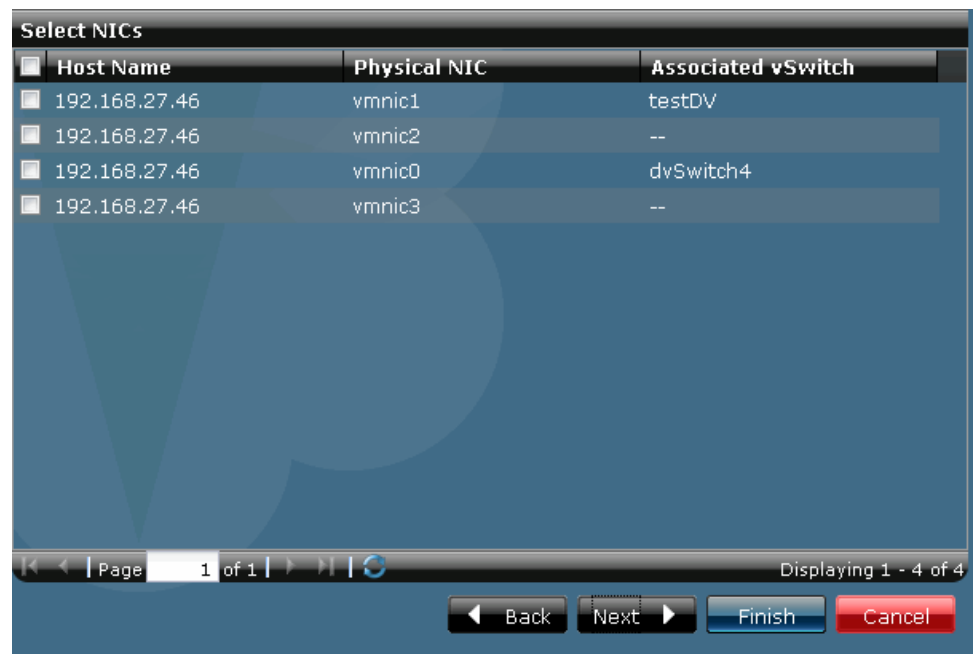 Select NICs
Host Name Physical NIC Associated vSwitch
192.168.27.46 vmnic1 testDV
192.168.27.46 vmnic2 --
192.168.27.46 vmnic0 dvSwitch4
192.168.27.46 vmnic3 --
Page 1 of 1 Displaying 1 - 4 of 4
Back Next Finish Cancel